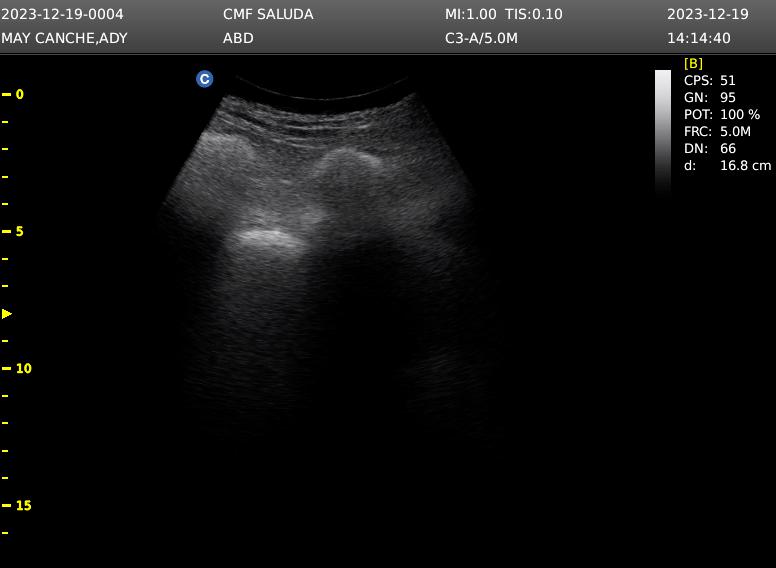 2023-12-19-0004 CMF SALUDA MI:1.00 TIS:0.10 2023-12-19
MAY CANCHE,ADY ABD C3-A/5.0M 14:14:40
C
[B]
CPS: 51
GN: 95
POT: 100 %
FRC: 5.0M
DN: 66
d: 16.8 cm
0
5
10
15